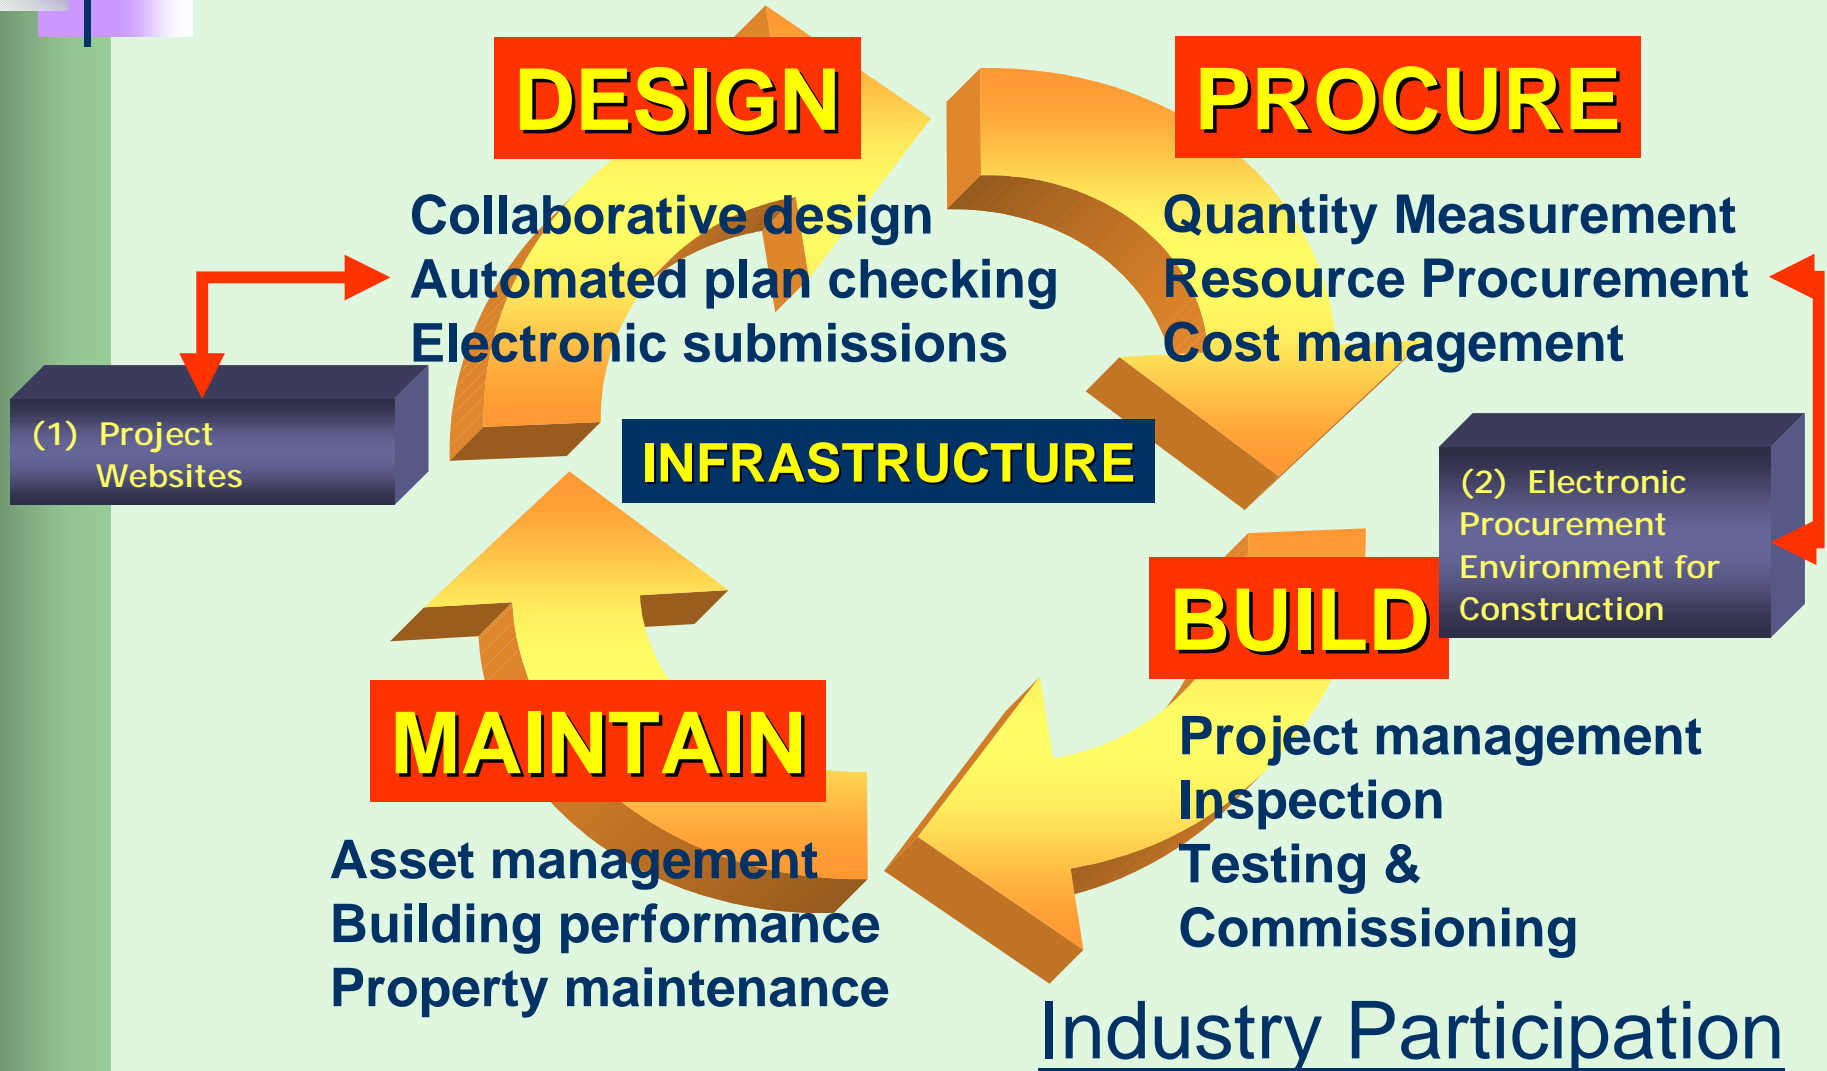 DESIGN
Collaborative design
Automated plan checking
Electronic submissions
PROCURE
Quantity Measurement
Resource Procurement
Cost management
(1) Project
Websites
INFRASTRUCTURE
(2) Electronic
Procurement
Environment for
Construction
BUILD
Project management
Inspection
Testing &
Commissioning
MAINTAIN
Asset management
Building performance
Property maintenance
Industry Participation